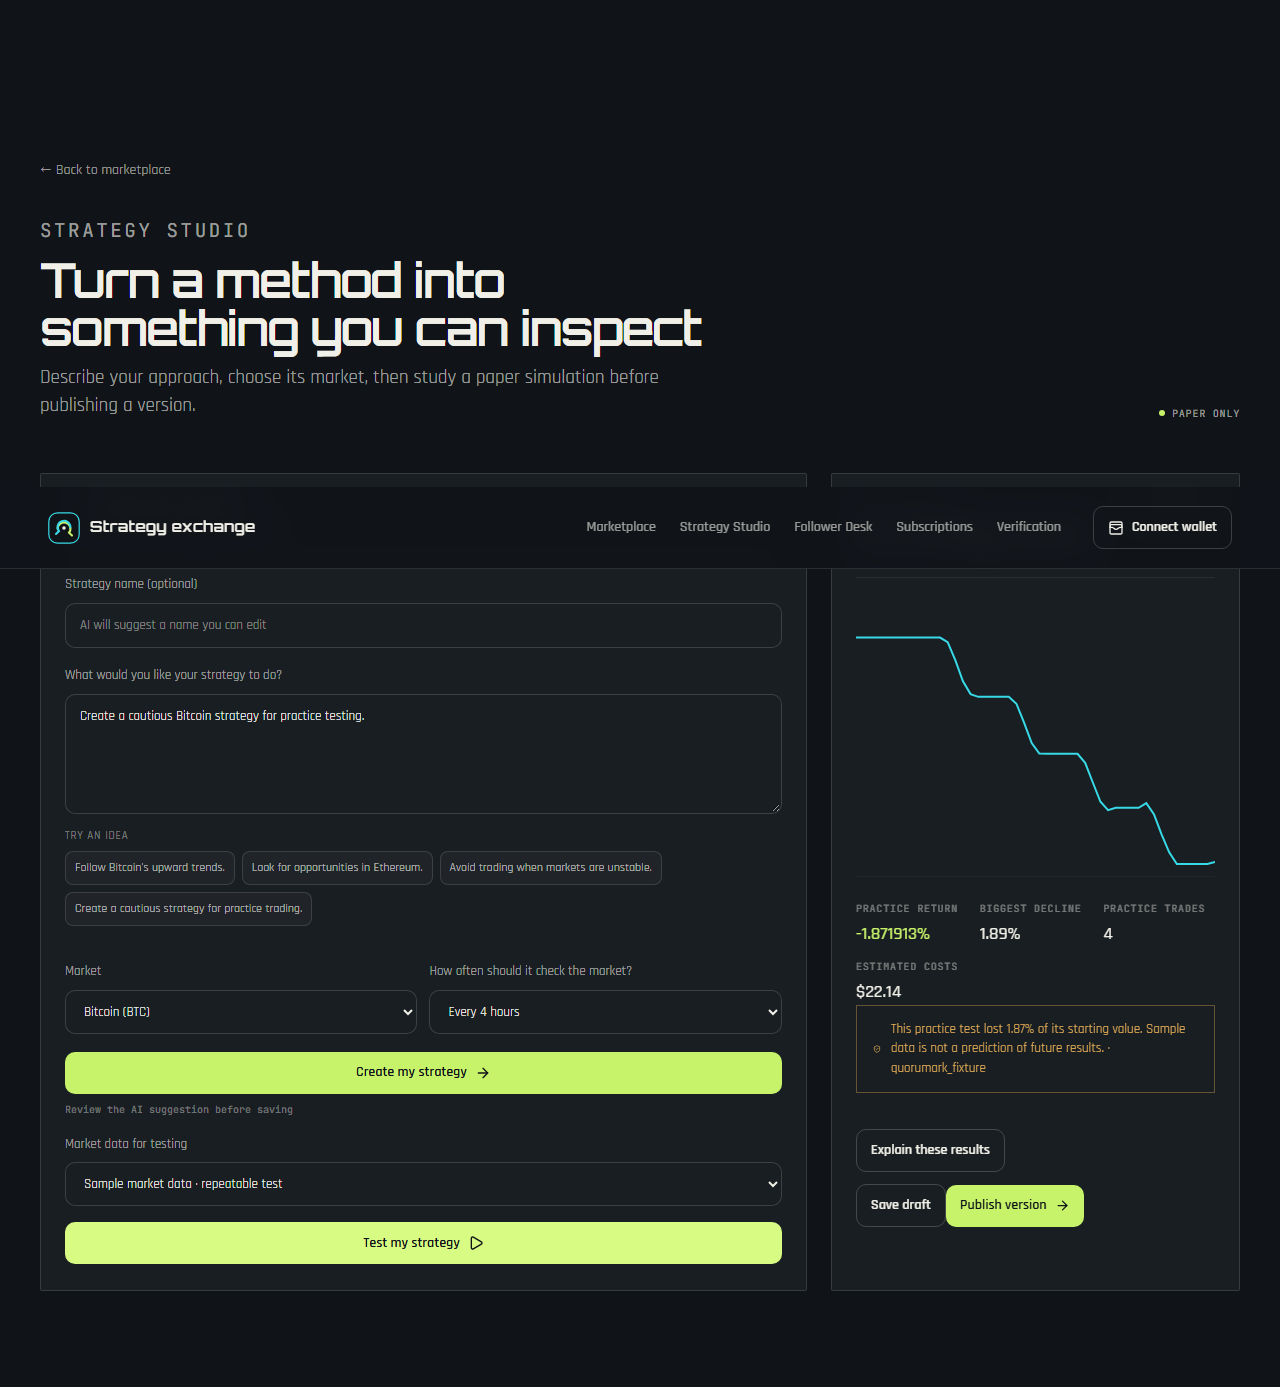 ← Back to marketplace
STRATEGY STUDIO
Turn a method into
something you can inspect
Describe your approach, choose its market, then study a paper simulation before
publishing a version.
PAPER ONLY
Strategy exchange
Marketplace
Strategy Studio
Follower Desk
Subscriptions
Verification
Connect wallet
Strategy name (optional)
AI will suggest a name you can edit
What would you like your strategy to do?
Create a cautious Bitcoin strategy for practice testing.
TRY AN IDEA
Follow Bitcoin's upward trends.
Look for opportunities in Ethereum.
Avoid trading when markets are unstable.
Create a cautious strategy for practice trading.
Market
How often should it check the market?
Bitcoin (BTC)
Every 4 hours
Create my strategy →
Review the AI suggestion before saving
Market data for testing
Sample market data · repeatable test
Test my strategy
PRACTICE RETURN
BIGGEST DECLINE
PRACTICE TRADES
-1.871913%
1.89%
4
ESTIMATED COSTS
$22.14
This practice test lost 1.87% of its starting value. Sample
data is not a prediction of future results. ·
quorumark_fixture
Explain these results
Save draft
Publish version →